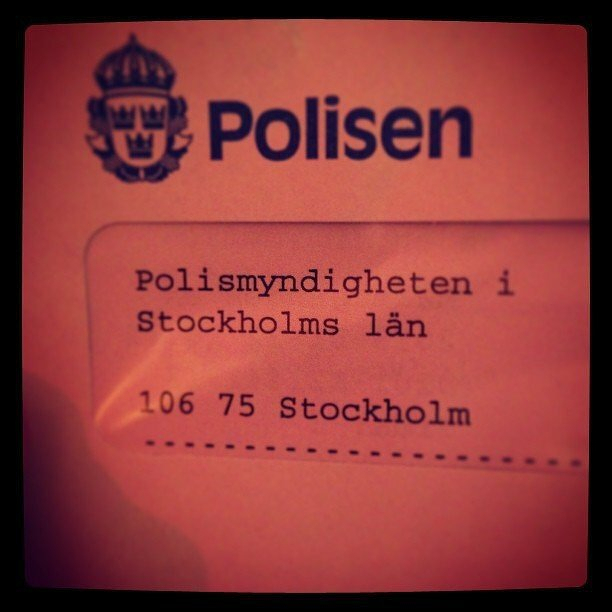 Polisen
Polismyndigheten i
Stockholms län
106 75 Stockholm